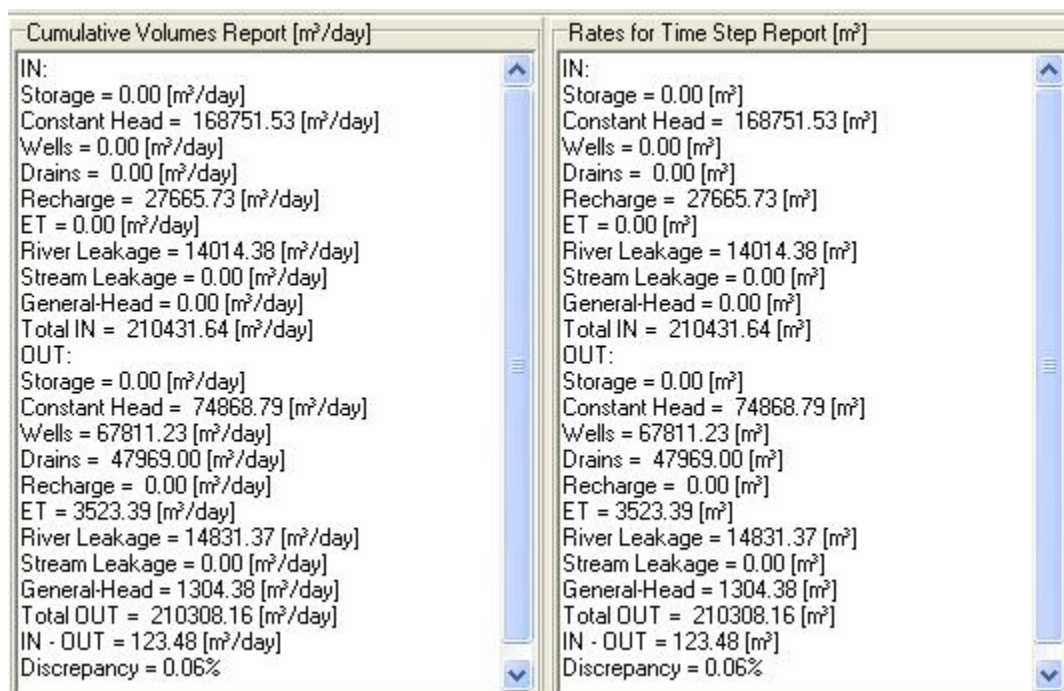 Cumulative Volumes Report [m³/day]
IN:
Storage = 0.00 [m³/day]
Constant Head = 168751.53 [m³/day]
Wells = 0.00 [m³/day]
Drains = 0.00 [m³/day]
Recharge = 27665.73 [m³/day]
ET = 0.00 [m³/day]
River Leakage = 14014.38 [m³/day]
Stream Leakage = 0.00 [m³/day]
General-Head = 0.00 [m³/day]
Total IN = 210431.64 [m³/day]
OUT:
Storage = 0.00 [m³/day]
Constant Head = 74868.79 [m³/day]
Wells = 67811.23 [m³/day]
Drains = 47969.00 [m³/day]
Recharge = 0.00 [m³/day]
ET = 3523.39 [m³/day]
River Leakage = 14831.37 [m³/day]
Stream Leakage = 0.00 [m³/day]
General-Head = 1304.38 [m³/day]
Total OUT = 210308.16 [m³/day]
IN - OUT = 123.48 [m³/day]
Discrepancy = 0.06%
Rates for Time Step Report [m³]
IN:
Storage = 0.00 [m³]
Constant Head = 168751.53 [m³]
Wells = 0.00 [m³]
Drains = 0.00 [m³]
Recharge = 27665.73 [m³]
ET = 0.00 [m³]
River Leakage = 14014.38 [m³]
Stream Leakage = 0.00 [m³]
General-Head = 0.00 [m³]
Total IN = 210431.64 [m³]
OUT:
Storage = 0.00 [m³]
Constant Head = 74868.79 [m³]
Wells = 67811.23 [m³]
Drains = 47969.00 [m³]
Recharge = 0.00 [m³]
ET = 3523.39 [m³]
River Leakage = 14831.37 [m³]
Stream Leakage = 0.00 [m³]
General-Head = 1304.38 [m³]
Total OUT = 210308.16 [m³]
IN - OUT = 123.48 [m³]
Discrepancy = 0.06%